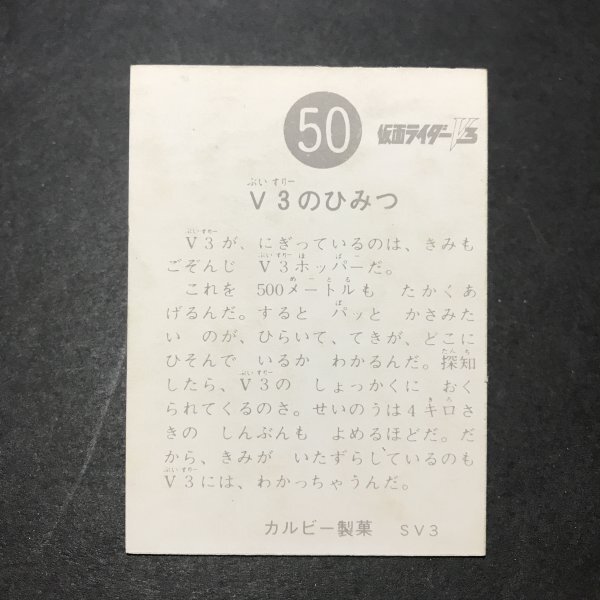 50 仮面ライダーV3
ぶいすりー
V3のひみつ
ぶいすりー
V3が、にぎっているのは、きみも
ぶいすりー ほ ぱ ー
ごぞんじ V3ホッパーだ。
めーとる
これを 500メートルも たかくあ
ぱ
げるんだ。すると パッと かさみた
い のが、ひらいて、てきが、どこに
たんち
ひそんで いるか わかるんだ。探知
ぶいすりー
したら、V3の しょっかくに おく
きろ
られてくるのさ。せいのうは4キロさ
きの しんぶんも よめるほどだ。だ
から、きみが いたずらしているのも
ぶいすりー
V3には、わかっちゃうんだ。
カルビー製菓 SV3